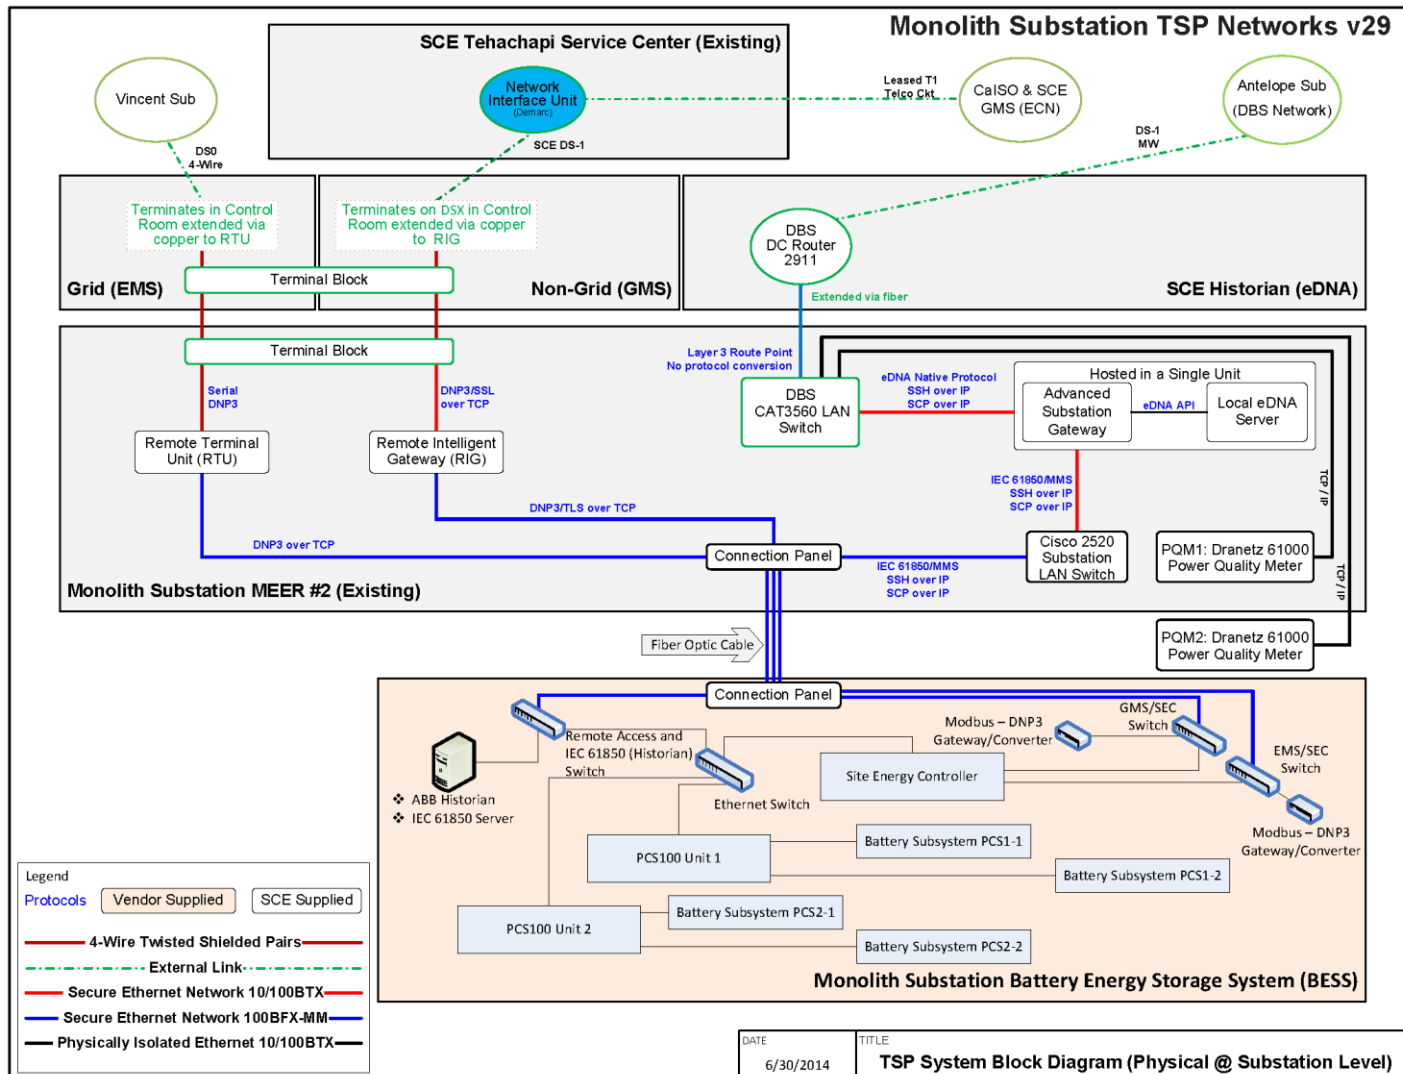 Monolith Substation TSP Networks v29
SCE Tehachapi Service Center (Existing)
Vincent Sub
Network
Interface Unit
(Demarc)
Leased T1
Telco Ckt
CalSO & SCE
GMS (ECN)
Antelope Sub
(DBS Network)
DS0
4-Wire
SCE DS-1
DS-1
MW
Terminates in Control
Room extended via
copper to RTU
Terminates on DSX in Control
Room extended via copper
to RIG
DBS
DC Router
2911
Terminal Block
Grid (EMS)
Non-Grid (GMS)
Extended via fiber
SCE Historian (eDNA)
Terminal Block
Layer 3 Route Point
No protocol conversion
Serial
DNP3
DNP3/SSL
over TCP
DBS
CAT3560 LAN
Switch
eDNA Native Protocol
SSH over IP
SCP over IP
Hosted in a Single Unit
Advanced
Substation
Gateway
eDNA API
Local eDNA
Server
Remote Terminal
Unit (RTU)
Remote Intelligent
Gateway (RIG)
IEC 61850/MMS
SSH over IP
SCP over IP
TCP / IP
DNP3/TLS over TCP
DNP3 over TCP
Connection Panel
IEC 61850/MMS
SSH over IP
SCP over IP
Cisco 2520
Substation
LAN Switch
PQM1: Dranetz 61000
Power Quality Meter
TCP / IP
Monolith Substation MEER #2 (Existing)
Fiber Optic Cable
PQM2: Dranetz 61000
Power Quality Meter
Connection Panel
Remote Access and
IEC 61850 (Historian)
Switch
Modbus – DNP3
Gateway/Converter
GMS/SEC
Switch
EMS/SEC
Switch
Site Energy Controller
❖ ABB Historian
❖ IEC 61850 Server
Ethernet Switch
Modbus – DNP3
Gateway/Converter
PCS100 Unit 1
Battery Subsystem PCS1-1
Battery Subsystem PCS1-2
PCS100 Unit 2
Battery Subsystem PCS2-1
Battery Subsystem PCS2-2
Monolith Substation Battery Energy Storage System (BESS)
Legend
Protocols
Vendor Supplied
SCE Supplied
4-Wire Twisted Shielded Pairs
External Link
Secure Ethernet Network 10/100BTX
Secure Ethernet Network 100BFX-MM
Physically Isolated Ethernet 10/100BTX
DATE
6/30/2014
TITLE
TSP System Block Diagram (Physical @ Substation Level)